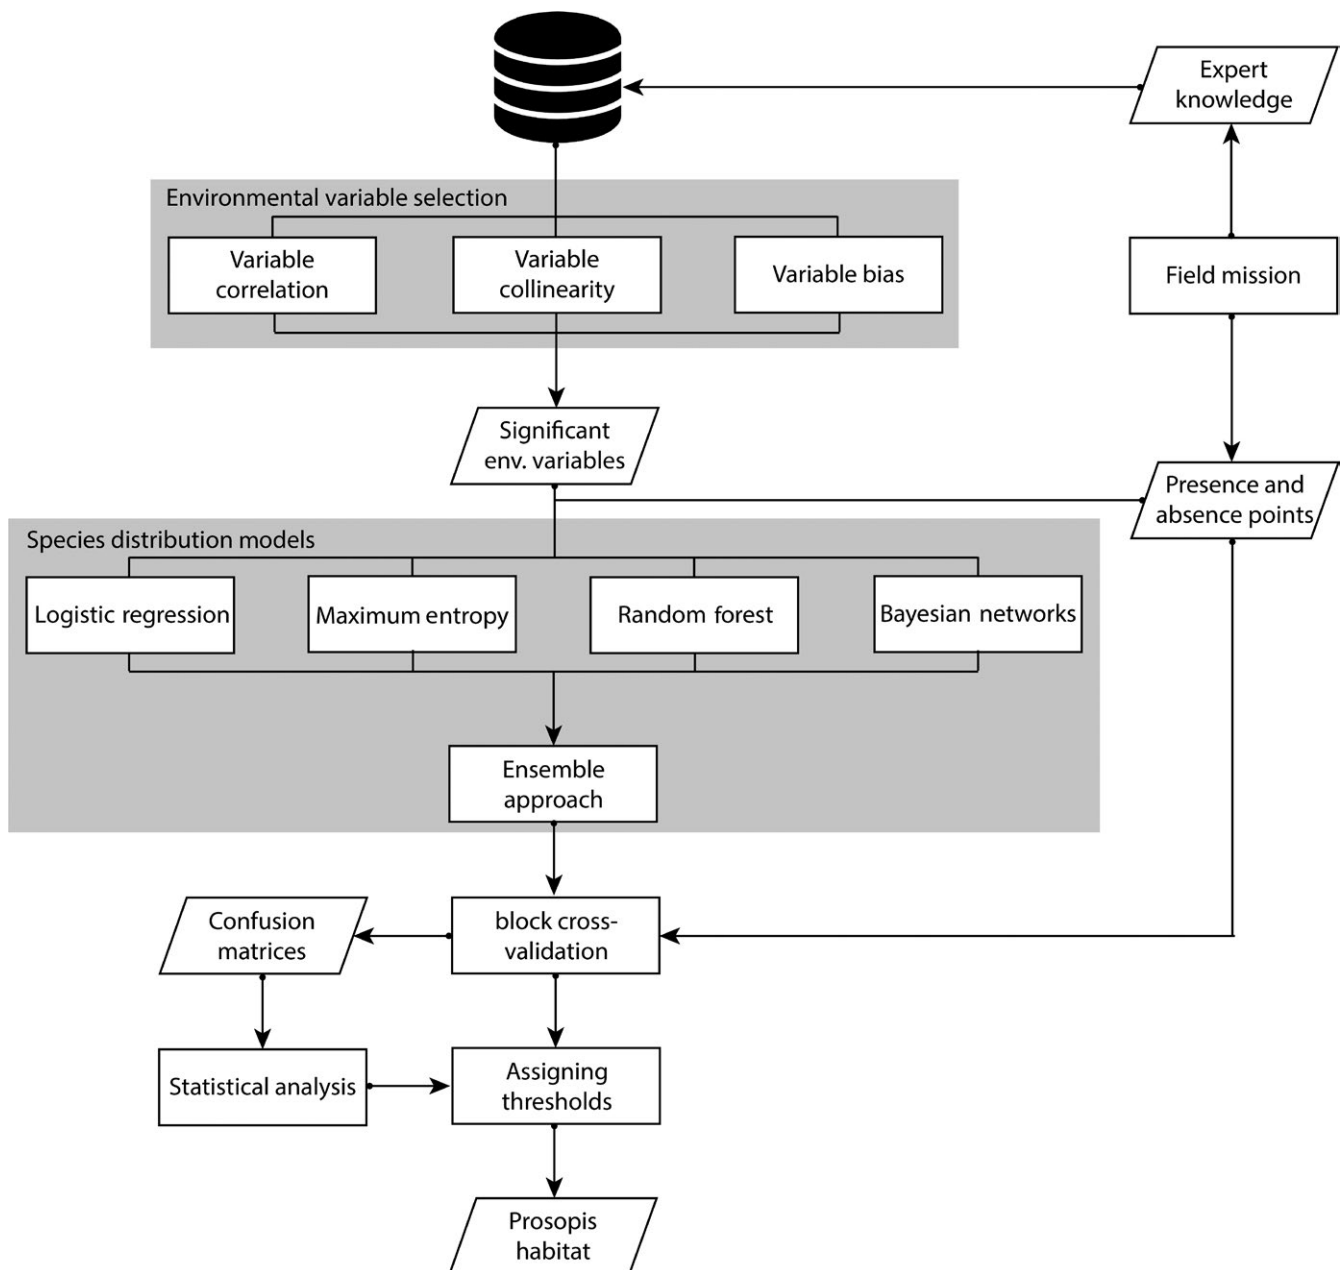 Expert
knowledge
Environmental variable selection
Variable
correlation
Variable
collinearity
Variable bias
Field mission
Significant
env. variables
Presence and
absence points
Species distribution models
Logistic regression
Maximum entropy
Random forest
Bayesian networks
Ensemble
approach
Confusion
matrices
block cross-
validation
Statistical analysis
Assigning
thresholds
Prosopis
habitat